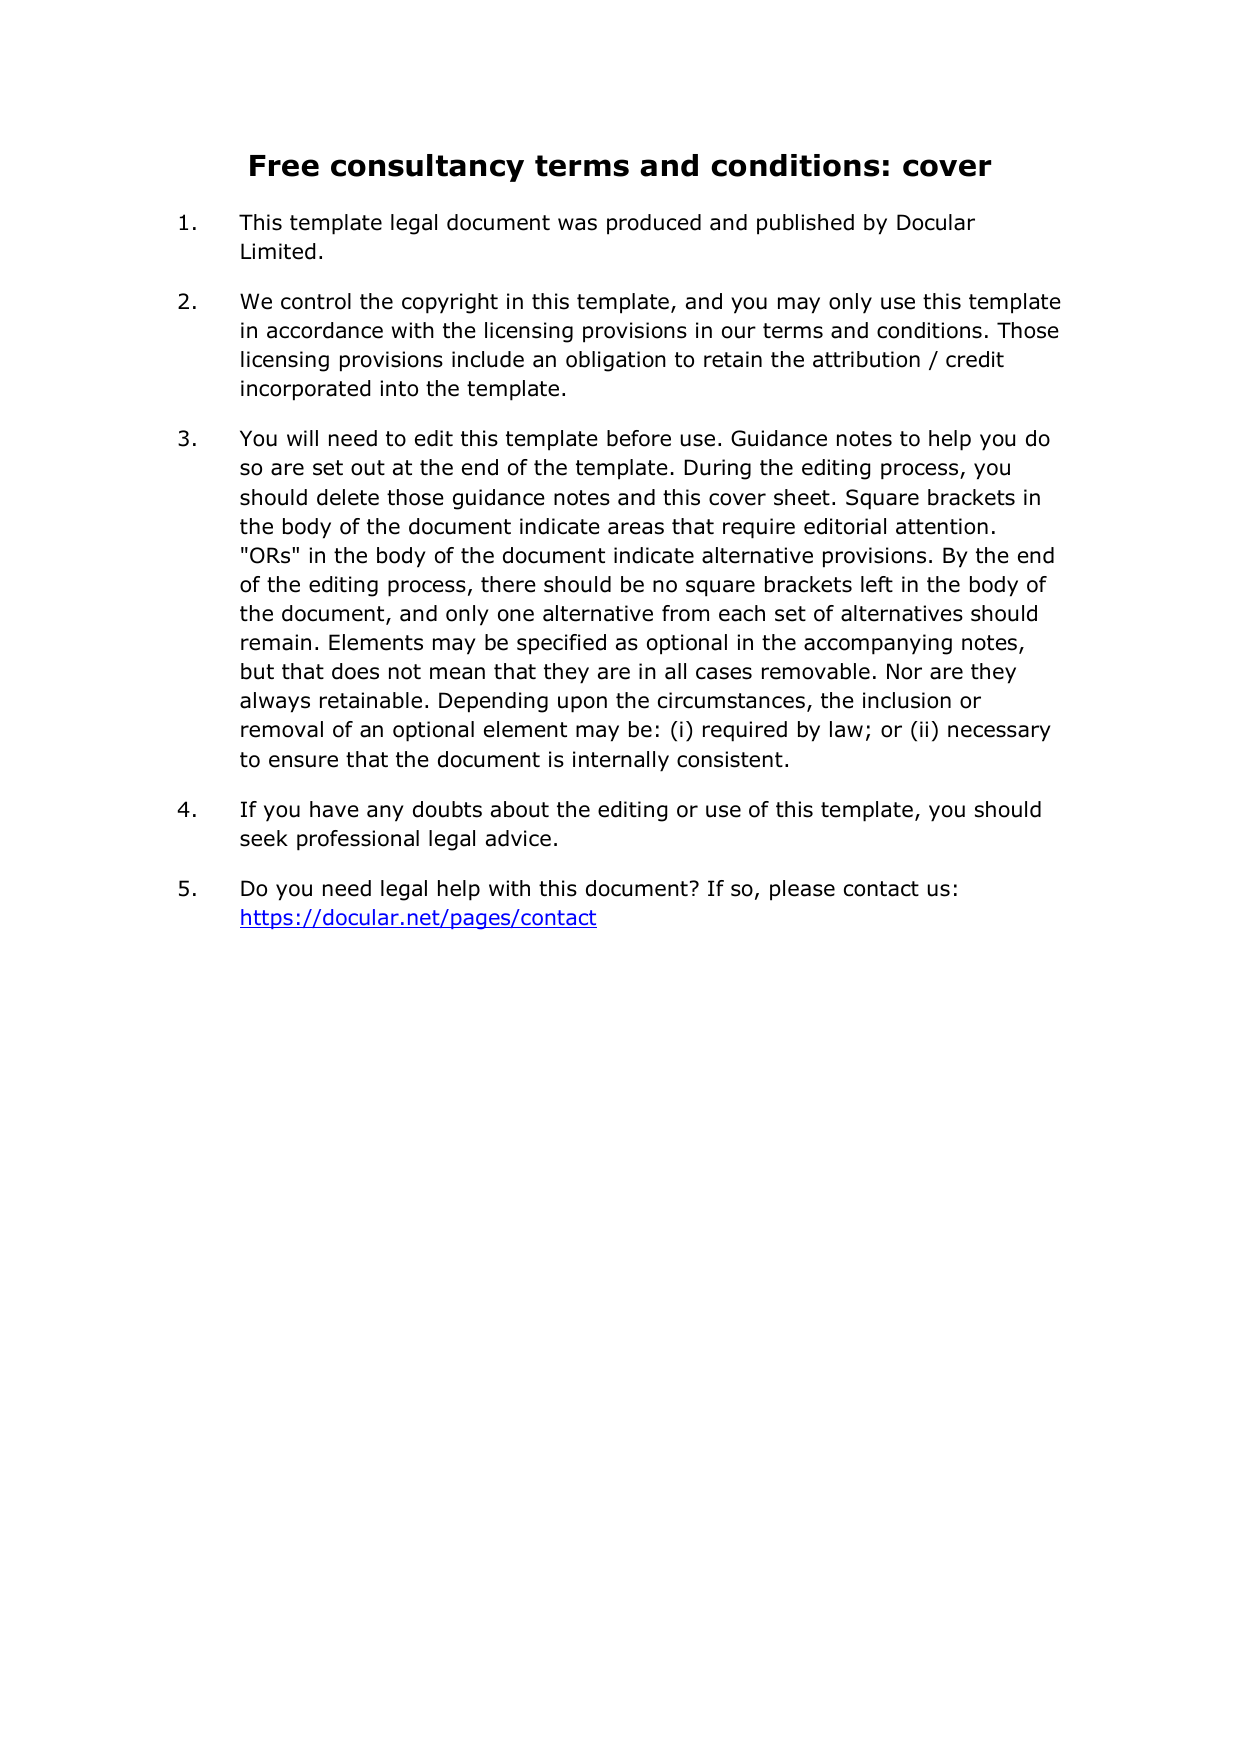 Free consultancy terms and conditions: cover
1. This template legal document was produced and published by Docular
Limited.
2. We control the copyright in this template, and you may only use this template
in accordance with the licensing provisions in our terms and conditions. Those
licensing provisions include an obligation to retain the attribution / credit
incorporated into the template.
3. You will need to edit this template before use. Guidance notes to help you do
so are set out at the end of the template. During the editing process, you
should delete those guidance notes and this cover sheet. Square brackets in
the body of the document indicate areas that require editorial attention.
"ORs" in the body of the document indicate alternative provisions. By the end
of the editing process, there should be no square brackets left in the body of
the document, and only one alternative from each set of alternatives should
remain. Elements may be specified as optional in the accompanying notes,
but that does not mean that they are in all cases removable. Nor are they
always retainable. Depending upon the circumstances, the inclusion or
removal of an optional element may be: (i) required by law; or (ii) necessary
to ensure that the document is internally consistent.
4. If you have any doubts about the editing or use of this template, you should
seek professional legal advice.
5. Do you need legal help with this document? If so, please contact us:
https://docular.net/pages/contact